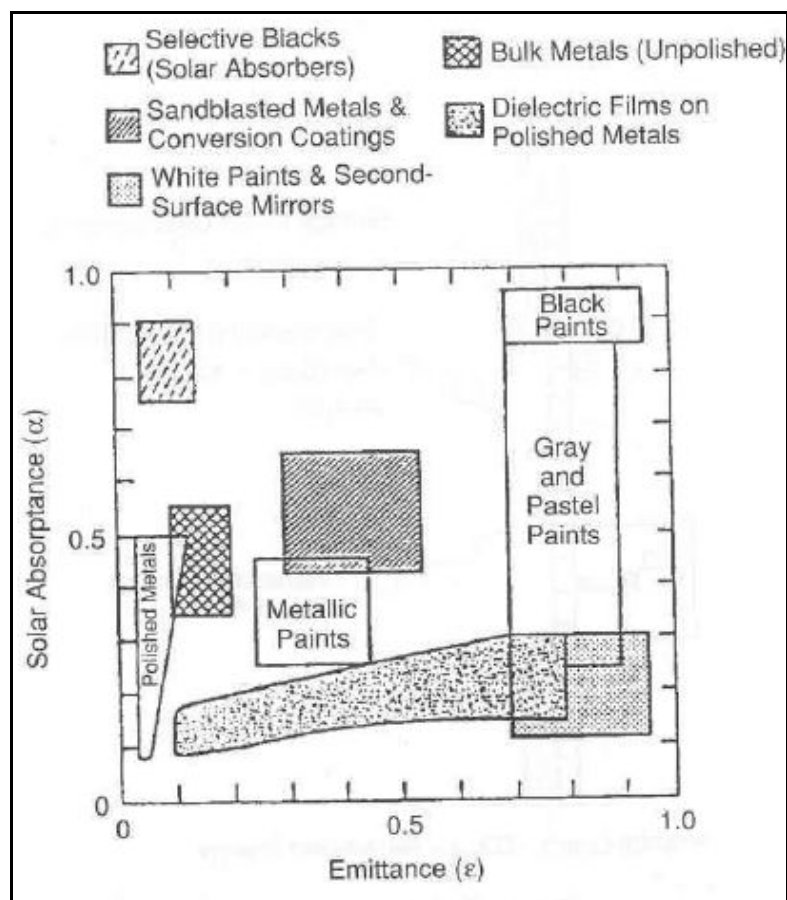 Selective Blacks
(Solar Absorbers)
Bulk Metals (Unpolished)
Sandblasted Metals &
Conversion Coatings
Dielectric Films on
Polished Metals
White Paints & Second-
Surface Mirrors
1.0
Black
Paints
Gray
and
Pastel
Paints
Solar Absorptance (α)
0.5
Polished Metals
Metallic
Paints
0
0
0.5
1.0
Emittance (ε)